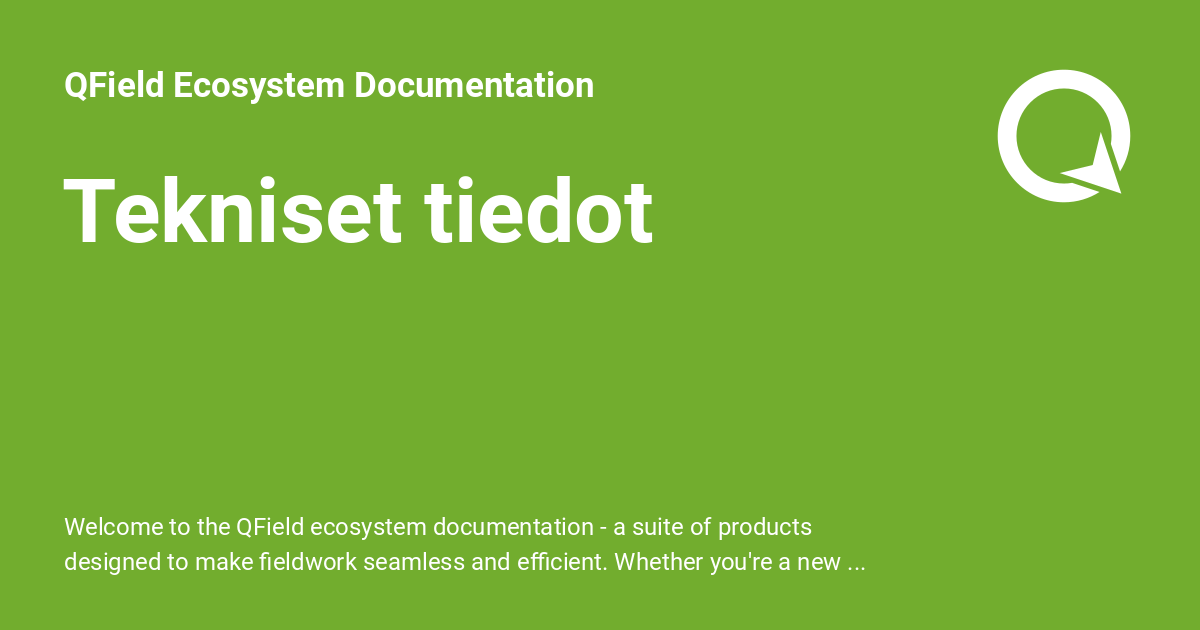 QField Ecosystem Documentation
Tekniset tiedot
Welcome to the QField ecosystem documentation - a suite of products
designed to make fieldwork seamless and efficient. Whether you're a new ...